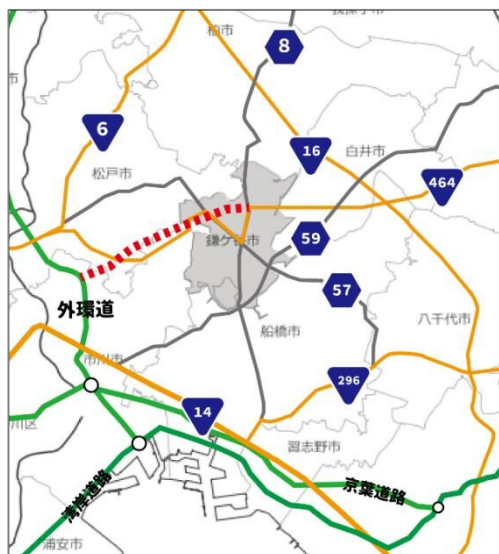 柏市
8
6
16
白井市
松戸市
464
鎌ケ谷市
59
57
外環道
船橋市
八千代市
市川市
296
14
川区
習志野市
湾岸道路
京葉道路
浦安市